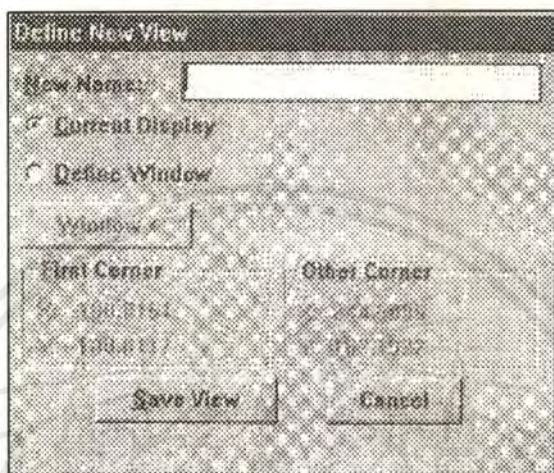 Define New View
New Name:
Current Display
Define Window
Window <
First Corner
Other Corner
Save View
Cancel